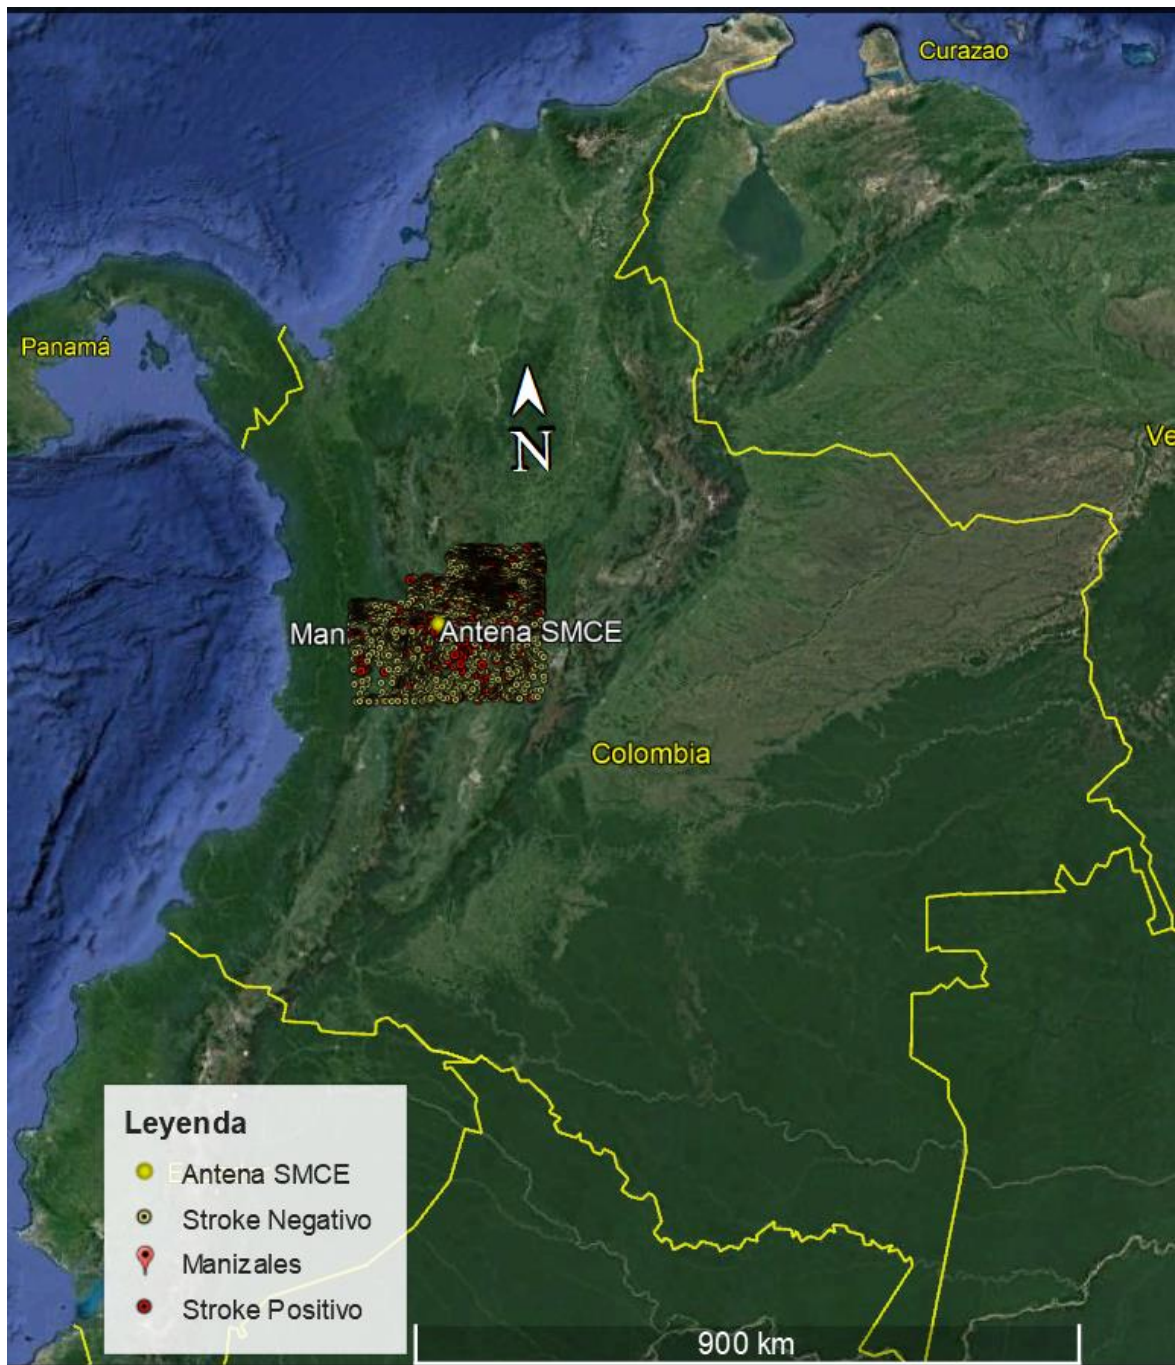 Curazao
Panamá
N
Ve
Man
Antena SMCE
Colombia
Leyenda
Antena SMCE
Stroke Negativo
Manizales
Stroke Positivo
900 km